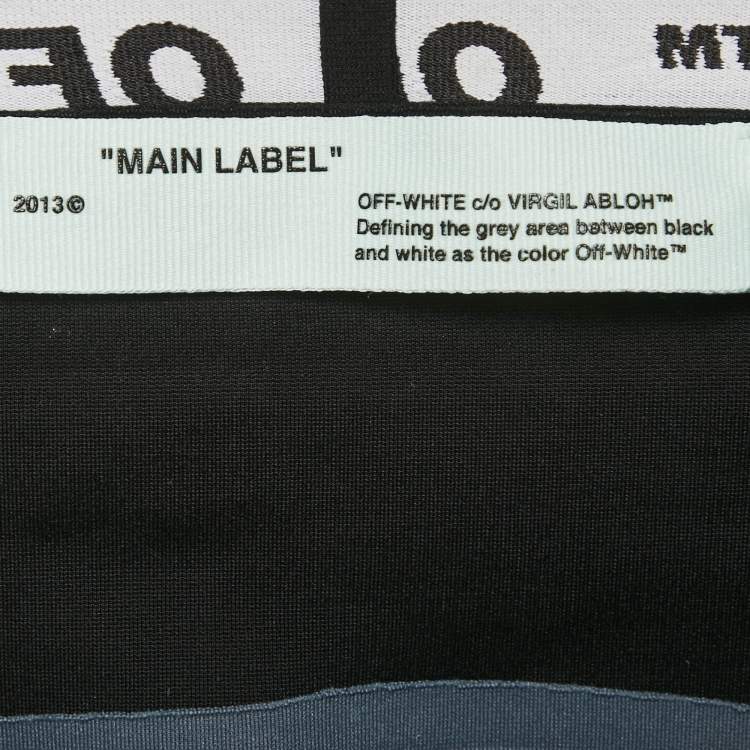 "MAIN LABEL"
2013©
OFF-WHITE c/o VIRGIL ABLOH™
Defining the grey area between black
and white as the color Off-White™